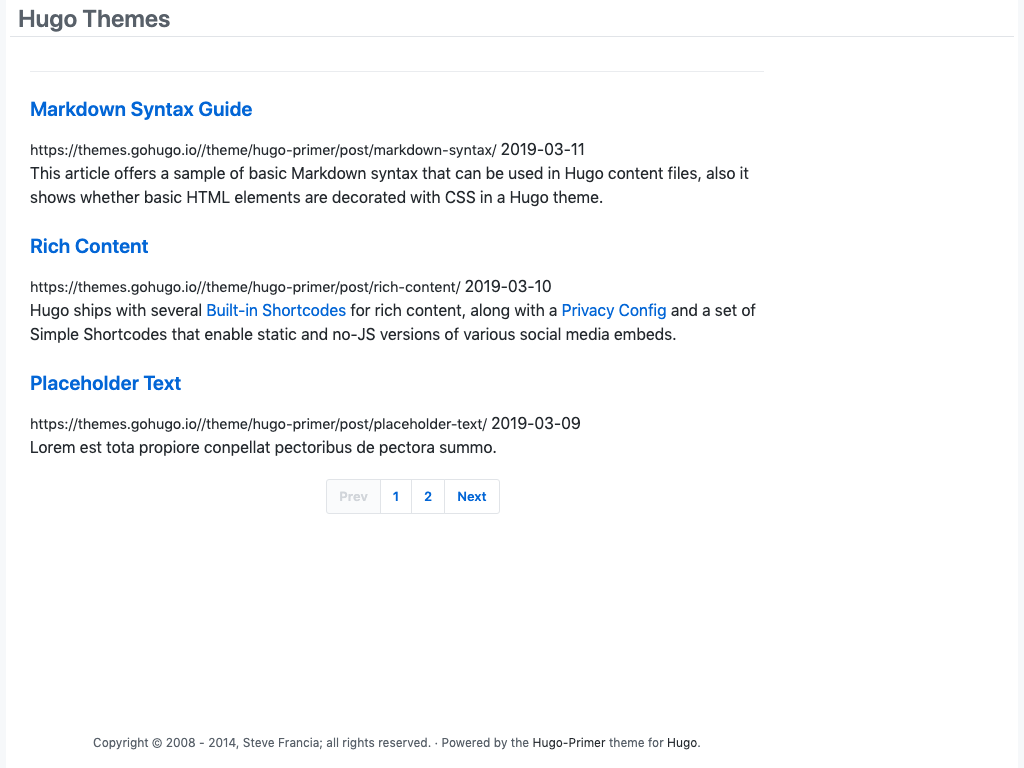 Hugo Themes
Markdown Syntax Guide
https://themes.gohugo.io//theme/hugo-primer/post/markdown-syntax/ 2019-03-11
This article offers a sample of basic Markdown syntax that can be used in Hugo content files, also it
shows whether basic HTML elements are decorated with CSS in a Hugo theme.
Rich Content
https://themes.gohugo.io//theme/hugo-primer/post/rich-content/ 2019-03-10
Hugo ships with several Built-in Shortcodes for rich content, along with a Privacy Config and a set of
Simple Shortcodes that enable static and no-JS versions of various social media embeds.
Placeholder Text
https://themes.gohugo.io//theme/hugo-primer/post/placeholder-text/ 2019-03-09
Lorem est tota propiore conpellat pectoribus de pectora summo.
Prev 1 2 Next
Copyright © 2008 - 2014, Steve Francia; all rights reserved. · Powered by the Hugo-Primer theme for Hugo.